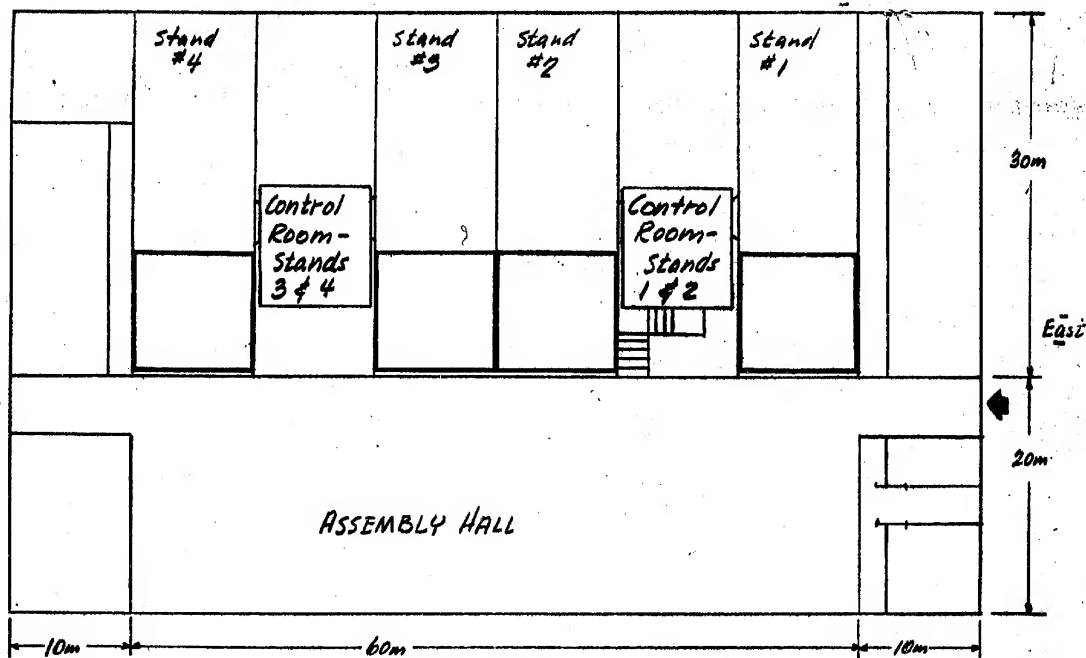 Stand
#4
Stand
#3
Stand
#2
Stand
#1
30m
Control
Room-
Stands
3 & 4
Control
Room-
Stands
1 & 2
East
20m
ASSEMBLY HALL
10m
60m
10m